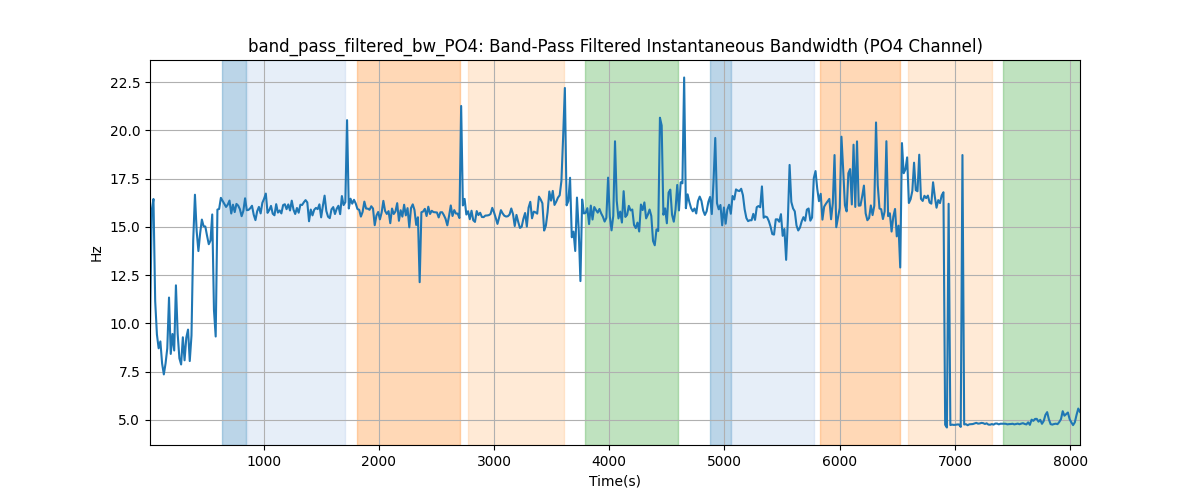 band_pass_filtered_bw_PO4: Band-Pass Filtered Instantaneous Bandwidth (PO4 Channel)
22.5
20.0
17.5
15.0
12.5
10.0
7.5
5.0
Hz
1000 2000 3000 4000 5000 6000 7000 8000
Time(s)